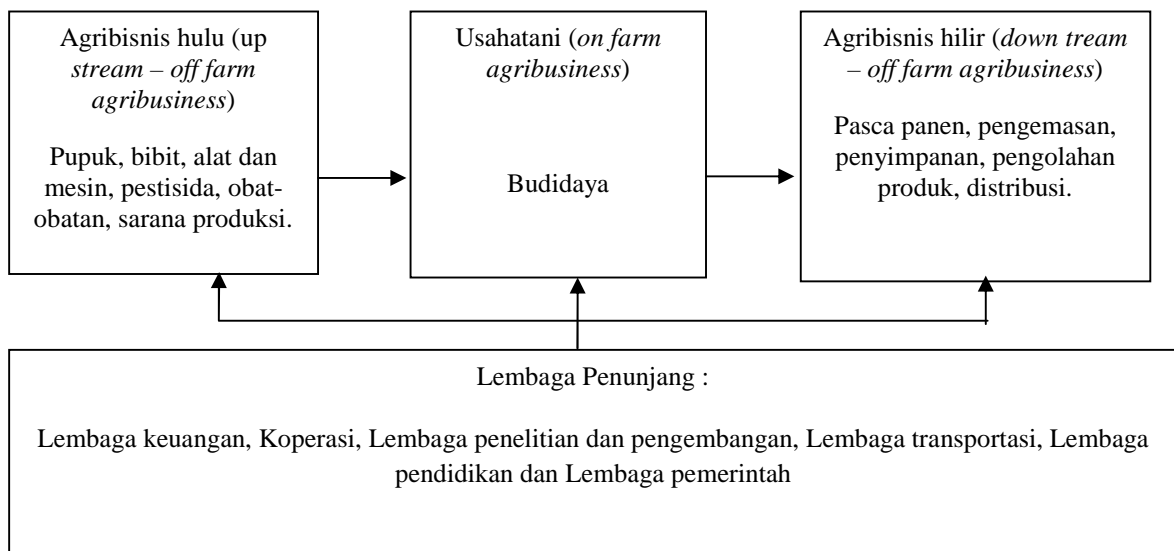 Agribisnis hulu (up
stream – off farm
agribusiness)
Pupuk, bibit, alat dan
mesin, pestisida, obat-
obatan, sarana produksi.
Usahatani (on farm
agribusiness)
Budidaya
Agribisnis hilir (down tream
– off farm agribusiness)
Pasca panen, pengemasan,
penyimpanan, pengolahan
produk, distribusi.
Lembaga Penunjang :
Lembaga keuangan, Koperasi, Lembaga penelitian dan pengembangan, Lembaga transportasi, Lembaga
pendidikan dan Lembaga pemerintah